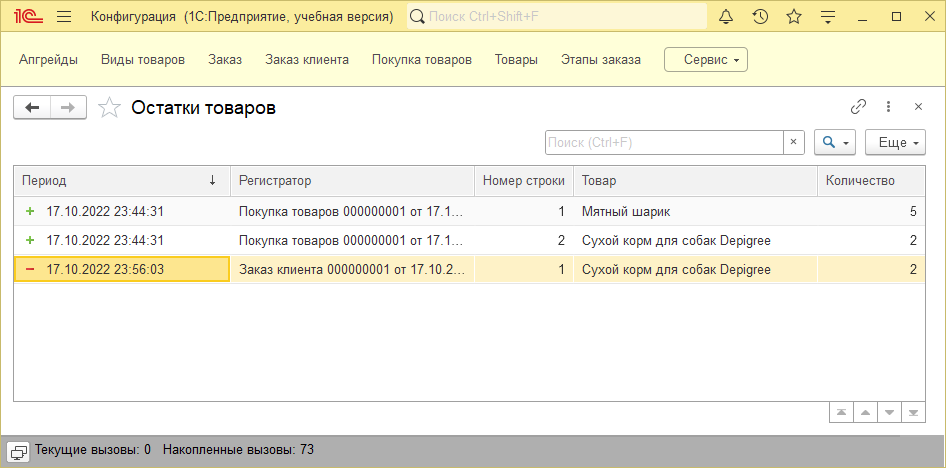 1С Конфигурация (1С:Предприятие, учебная версия) Поиск Ctrl+Shift+F
Апгрейды Виды товаров Заказ Заказ клиента Покупка товаров Товары Этапы заказа Сервис
Остатки товаров
Поиск (Ctrl+F) × Еще
Период ↓ Регистратор Номер строки Товар Количество
+ 17.10.2022 23:44:31 Покупка товаров 000000001 от 17.1... 1 Мятный шарик 5
+ 17.10.2022 23:44:31 Покупка товаров 000000001 от 17.1... 2 Сухой корм для собак Depigree 2
– 17.10.2022 23:56:03 Заказ клиента 000000001 от 17.10.2... 1 Сухой корм для собак Depigree 2
Текущие вызовы: 0 Накопленные вызовы: 73